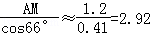 AM/cos66° ≈ 1.2/0.41 = 2.92